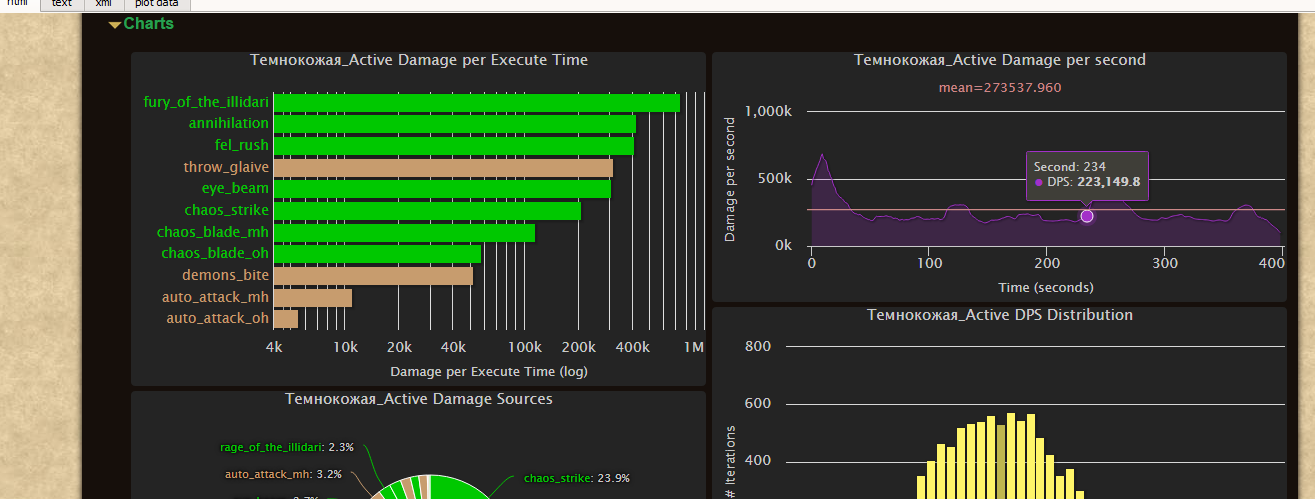 html text xml plot data
Charts
Темнокожая_Active Damage per Execute Time
fury_of_the_illidari
annihilation
fel_rush
throw_glaive
eye_beam
chaos_strike
chaos_blade_mh
chaos_blade_oh
demons_bite
auto_attack_mh
auto_attack_oh
4k 10k 20k 40k 100k 200k 400k 1M
Damage per Execute Time (log)
Темнокожая_Active Damage per second
mean=273537.960
1,000k
500k
0k
Damage per second
Second: 234
DPS: 223,149.8
0 100 200 300 400
Time (seconds)
Темнокожая_Active Damage Sources
rage_of_the_illidari: 2.3%
auto_attack_mh: 3.2%
chaos_strike: 23.9%
Темнокожая_Active DPS Distribution
800
600
400
# Iterations